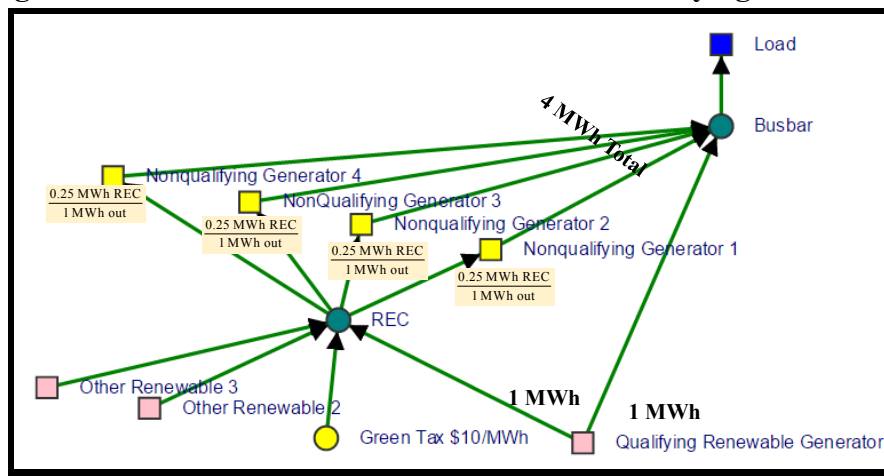 Load
Busbar
4 MWh Total
Nonqualifying Generator 4
0.25 MWh REC
1 MWh out
NonQualifying Generator 3
0.25 MWh REC
1 MWh out
Nonqualifying Generator 2
0.25 MWh REC
1 MWh out
Nonqualifying Generator 1
0.25 MWh REC
1 MWh out
REC
Other Renewable 3
Other Renewable 2
1 MWh
1 MWh
Green Tax $10/MWh
Qualifying Renewable Generator